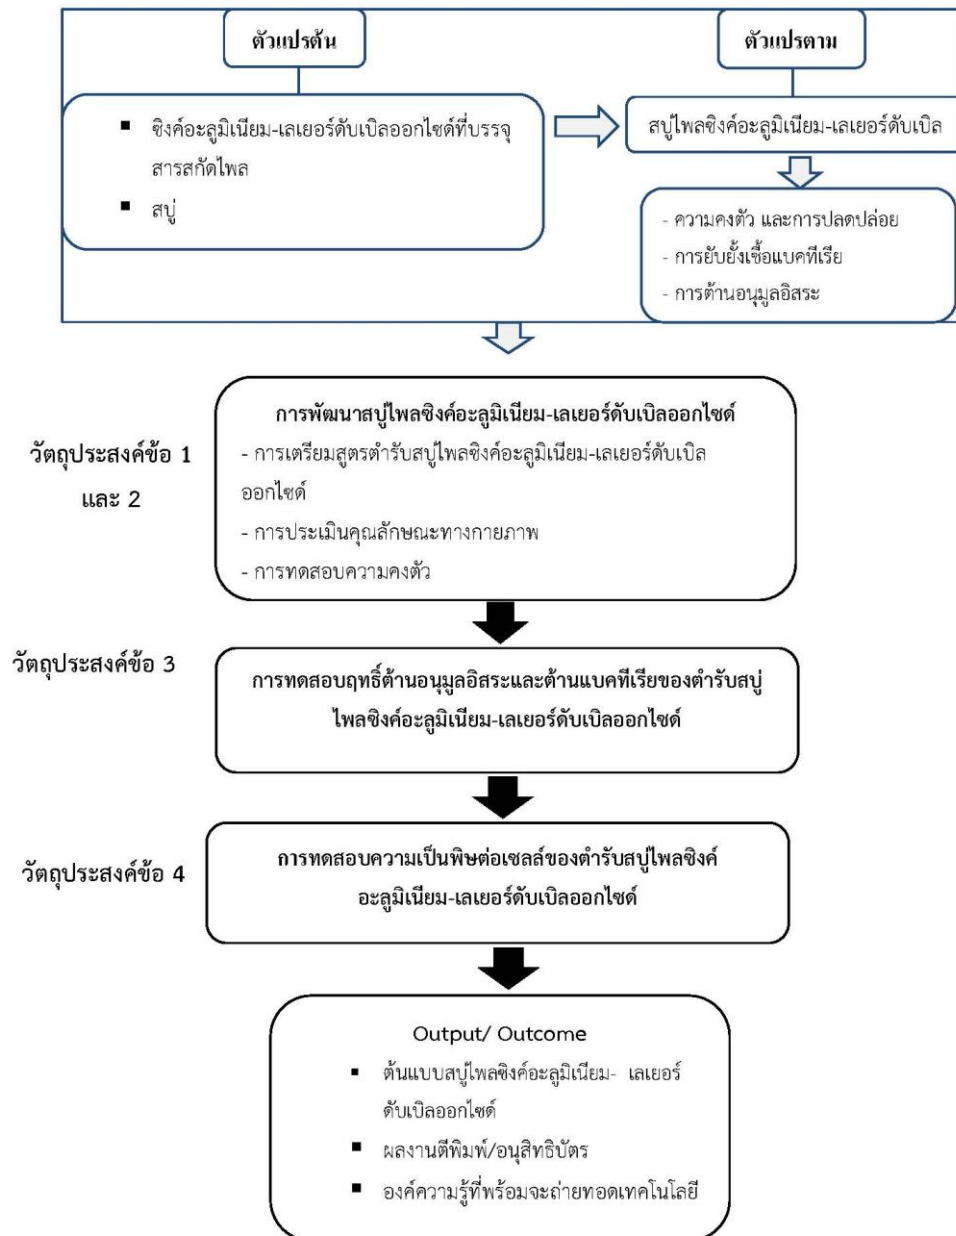 ตัวแปรต้น
ตัวแปรตาม
▪ ซิงค์อะลูมิเนียม-เลเยอร์ดับเบิลออกไซด์ที่บรรจุ
สารสกัดไพล
▪ สบู่
สบู่ไพลซิงค์อะลูมิเนียม-เลเยอร์ดับเบิล
- ความคงตัว และการปลดปล่อย
- การยับยั้งเชื้อแบคทีเรีย
- การต้านอนุมูลอิสระ
วัตถุประสงค์ข้อ 1
และ 2
การพัฒนาสบู่ไพลซิงค์อะลูมิเนียม-เลเยอร์ดับเบิลออกไซด์
- การเตรียมสูตรตำรับสบู่ไพลซิงค์อะลูมิเนียม-เลเยอร์ดับเบิล
ออกไซด์
- การประเมินคุณลักษณะทางกายภาพ
- การทดสอบความคงตัว
วัตถุประสงค์ข้อ 3
การทดสอบฤทธิ์ต้านอนุมูลอิสระและต้านแบคทีเรียของตำรับสบู่
ไพลซิงค์อะลูมิเนียม-เลเยอร์ดับเบิลออกไซด์
วัตถุประสงค์ข้อ 4
การทดสอบความเป็นพิษต่อเซลล์ของตำรับสบู่ไพลซิงค์
อะลูมิเนียม-เลเยอร์ดับเบิลออกไซด์
Output/ Outcome
▪ ต้นแบบสบู่ไพลซิงค์อะลูมิเนียม- เลเยอร์
ดับเบิลออกไซด์
▪ ผลงานตีพิมพ์/อนุสิทธิบัตร
▪ องค์ความรู้ที่พร้อมจะถ่ายทอดเทคโนโลยี